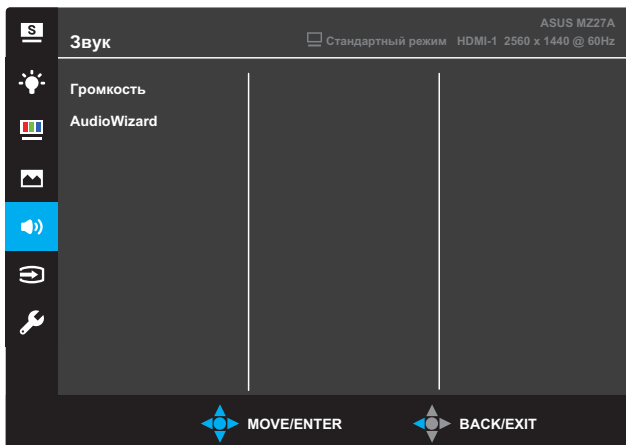 S
ASUS MZ27A
Звук
Стандартный режим HDMI-1 2560 x 1440 @ 60Hz
Громкость
AudioWizard
MOVE/ENTER BACK/EXIT